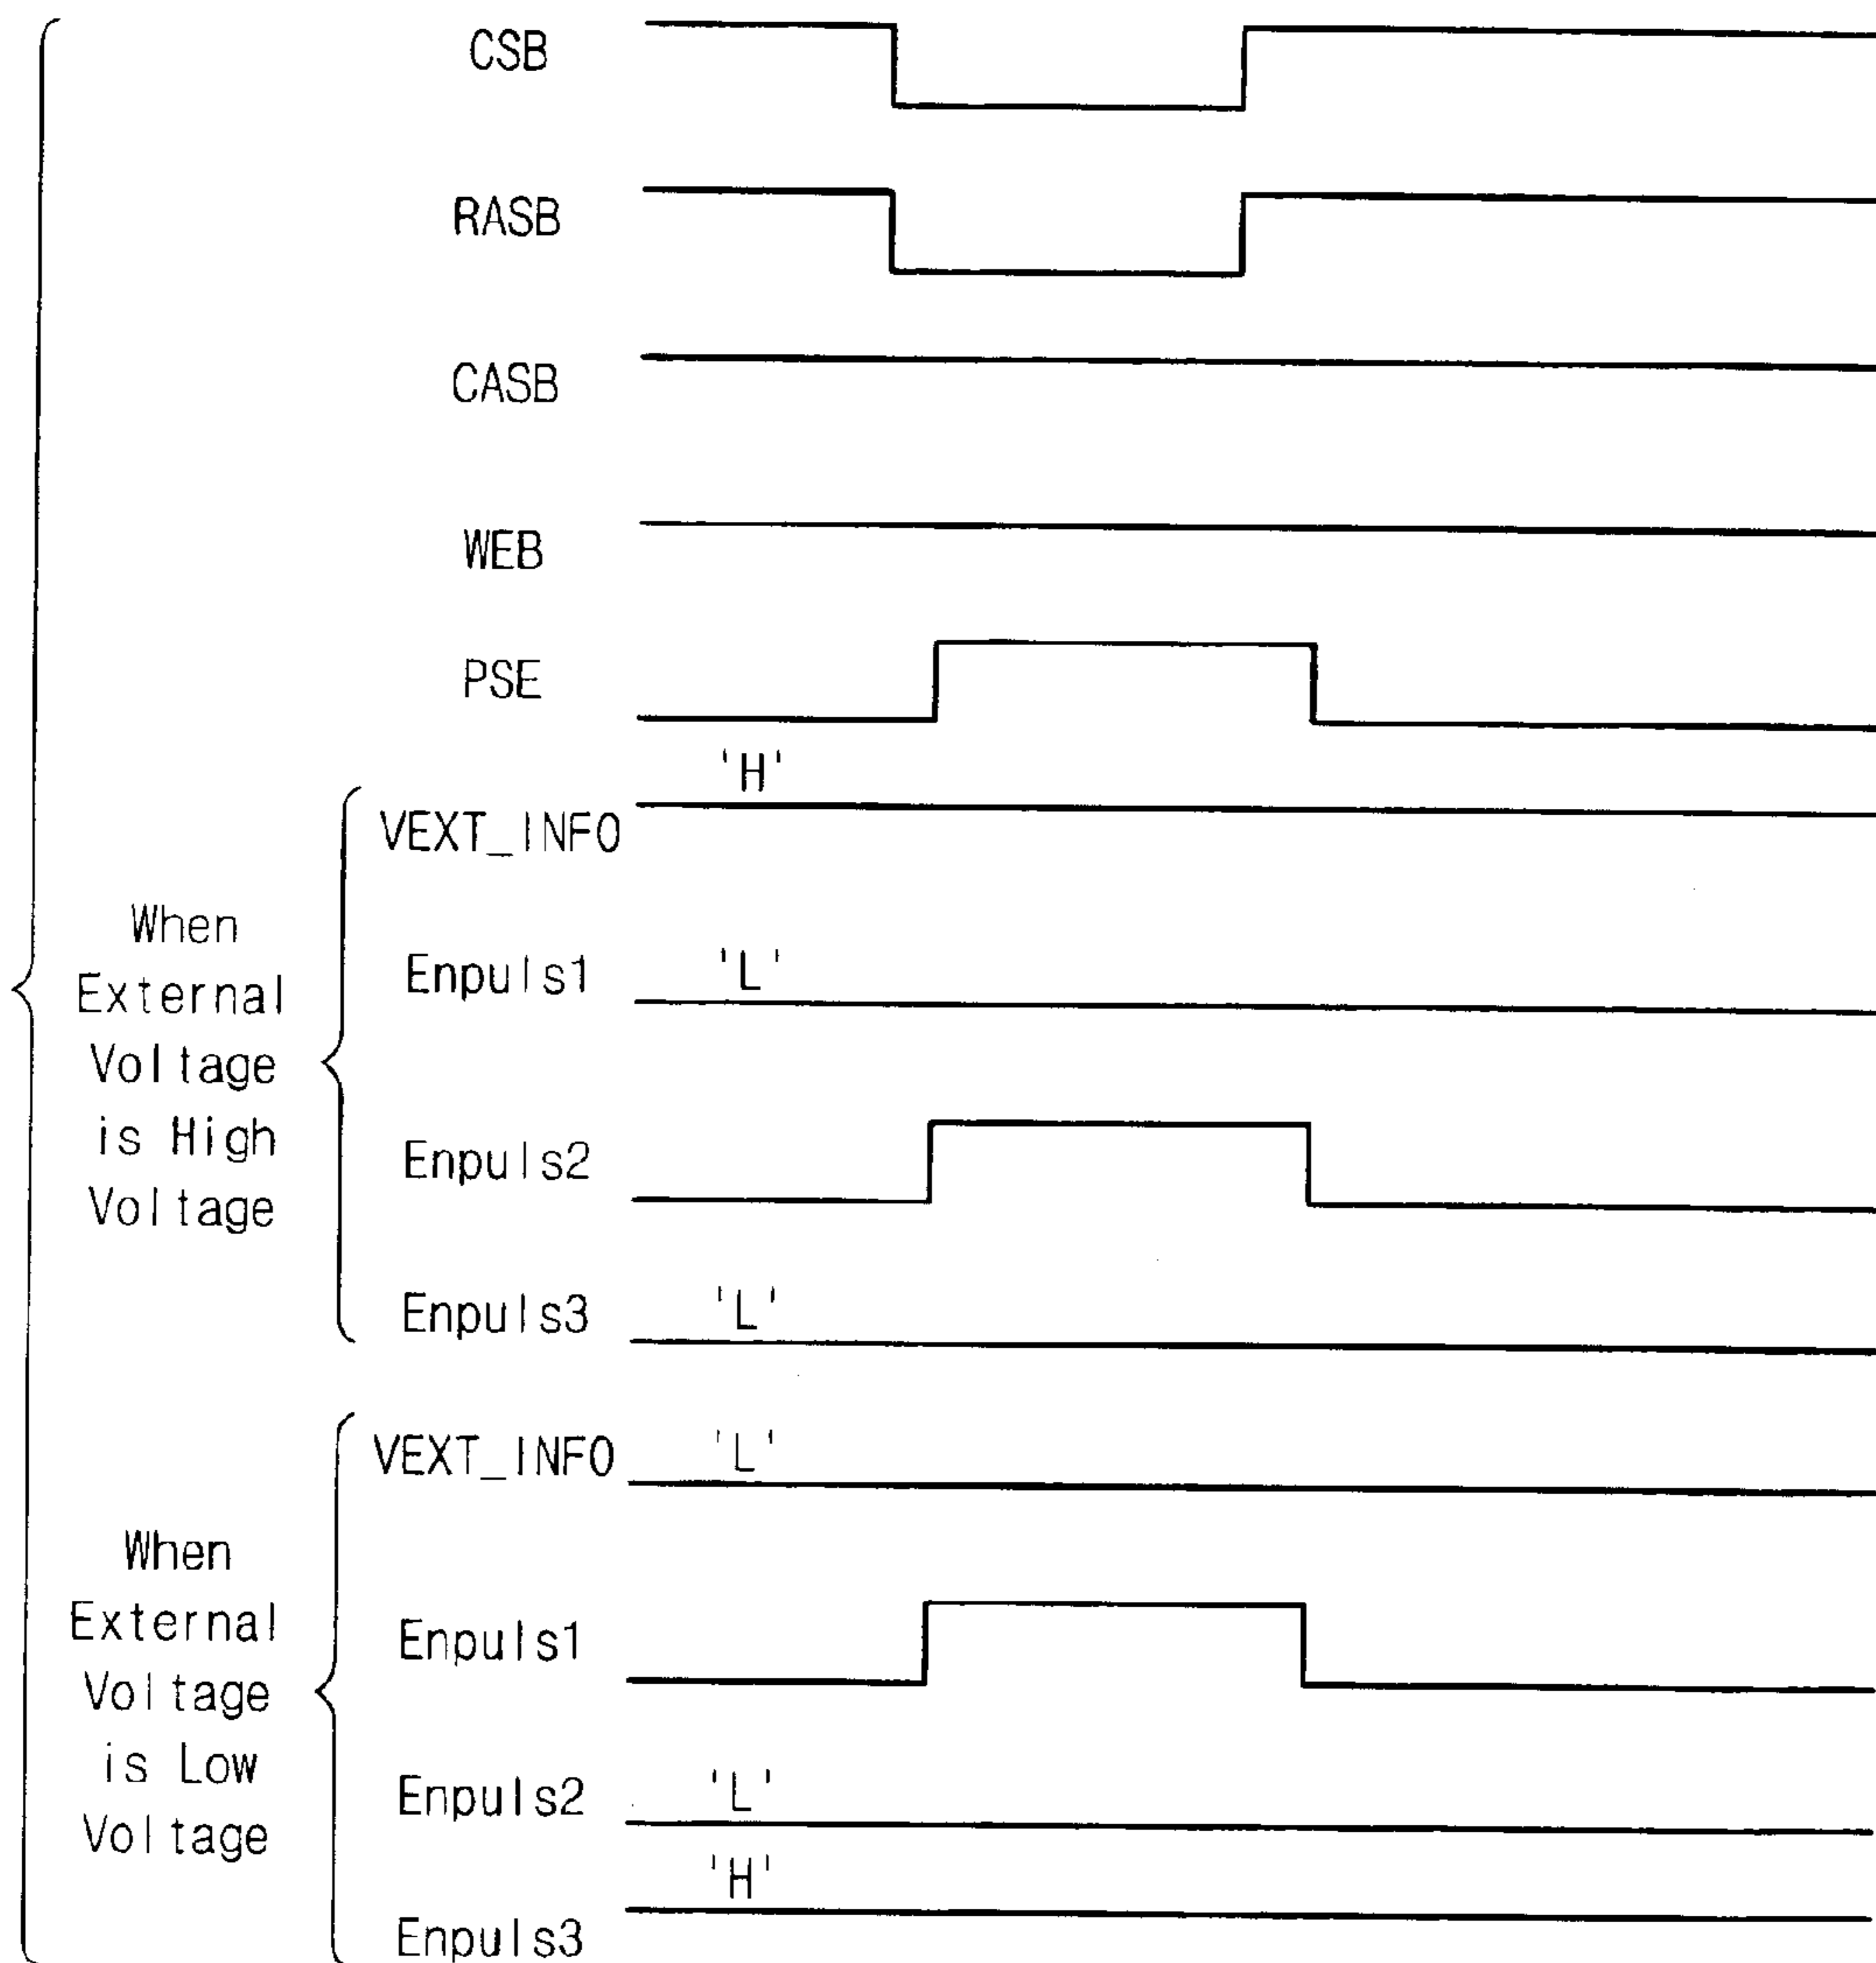 CSB
RASB
CASB
WEB
PSE
'H'
VEXT_INFO
Enpuls1 'L'
Enpuls2
Enpuls3 'L'
When
External
Voltage
is High
Voltage
VEXT_INFO 'L'
Enpuls1
Enpuls2 'L'
'H'
Enpuls3
When
External
Voltage
is Low
Voltage